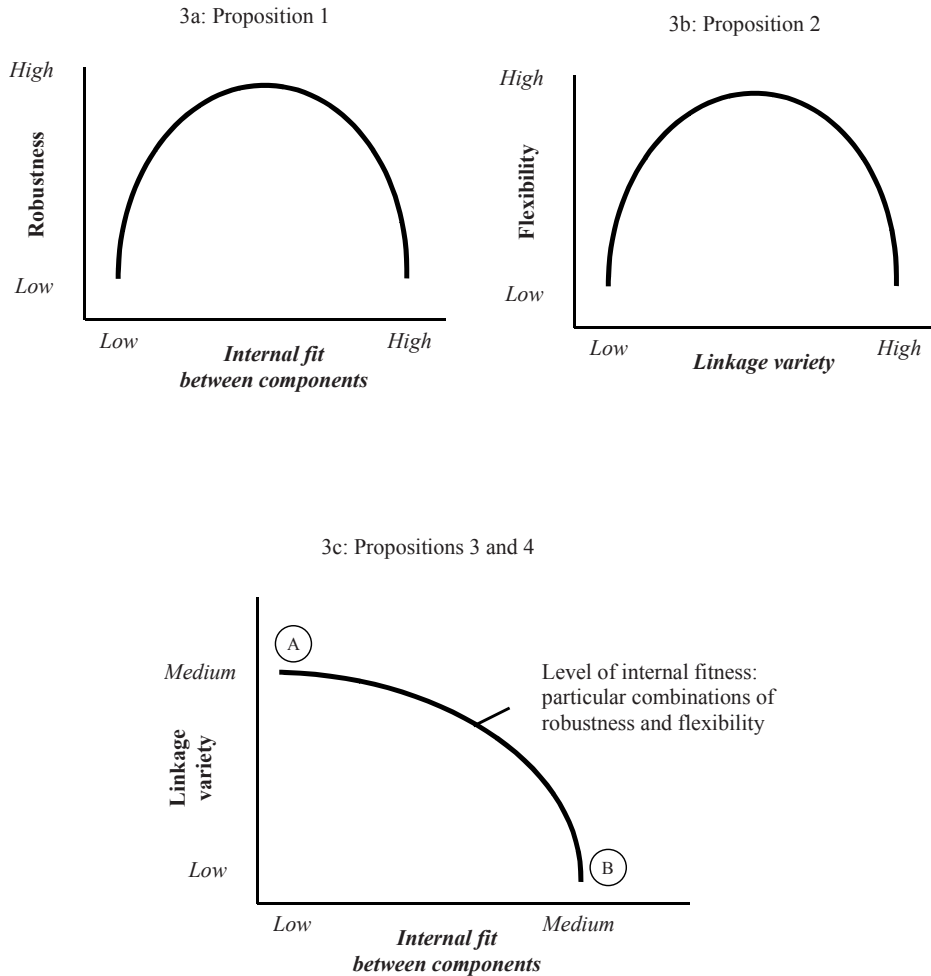 3a: Proposition 1
High
Robustness
Low
Low
High
Internal fit
between components
3b: Proposition 2
High
Flexibility
Low
Low
High
Linkage variety
3c: Propositions 3 and 4
A
Medium
Level of internal fitness:
particular combinations of
robustness and flexibility
Linkage
variety
Low
B
Low
Medium
Internal fit
between components